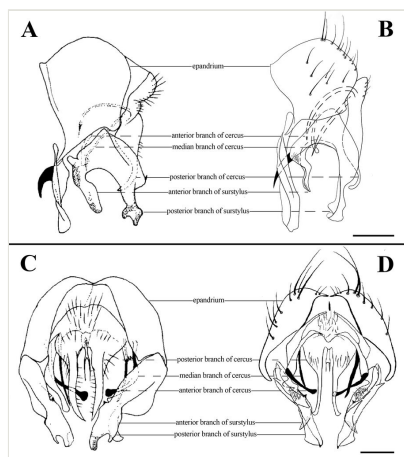 A
B
epandrium
anterior branch of cercus
median branch of cercus
posterior branch of cercus
anterior branch of surstylus
posterior branch of surstylus
C
D
epandrium
posterior branch of cercus
median branch of cercus
anterior branch of cercus
anterior branch of surstylus
posterior branch of surstylus